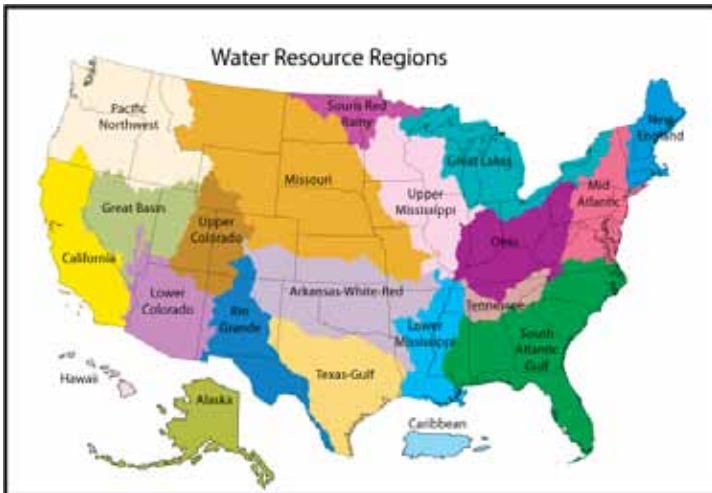 Water Resource Regions
Pacific
Northwest
Souris Red
Rainy
New
England
Great Lakes
Missouri
Upper
Mississippi
Mid
Atlantic
Great Basin
Upper
Colorado
Ohio
California
Lower
Colorado
Rio
Grande
Arkansas-White-Red
Tennessee
Lower
Mississippi
South
Atlantic
Gulf
Texas-Gulf
Hawaii
Alaska
Caribbean